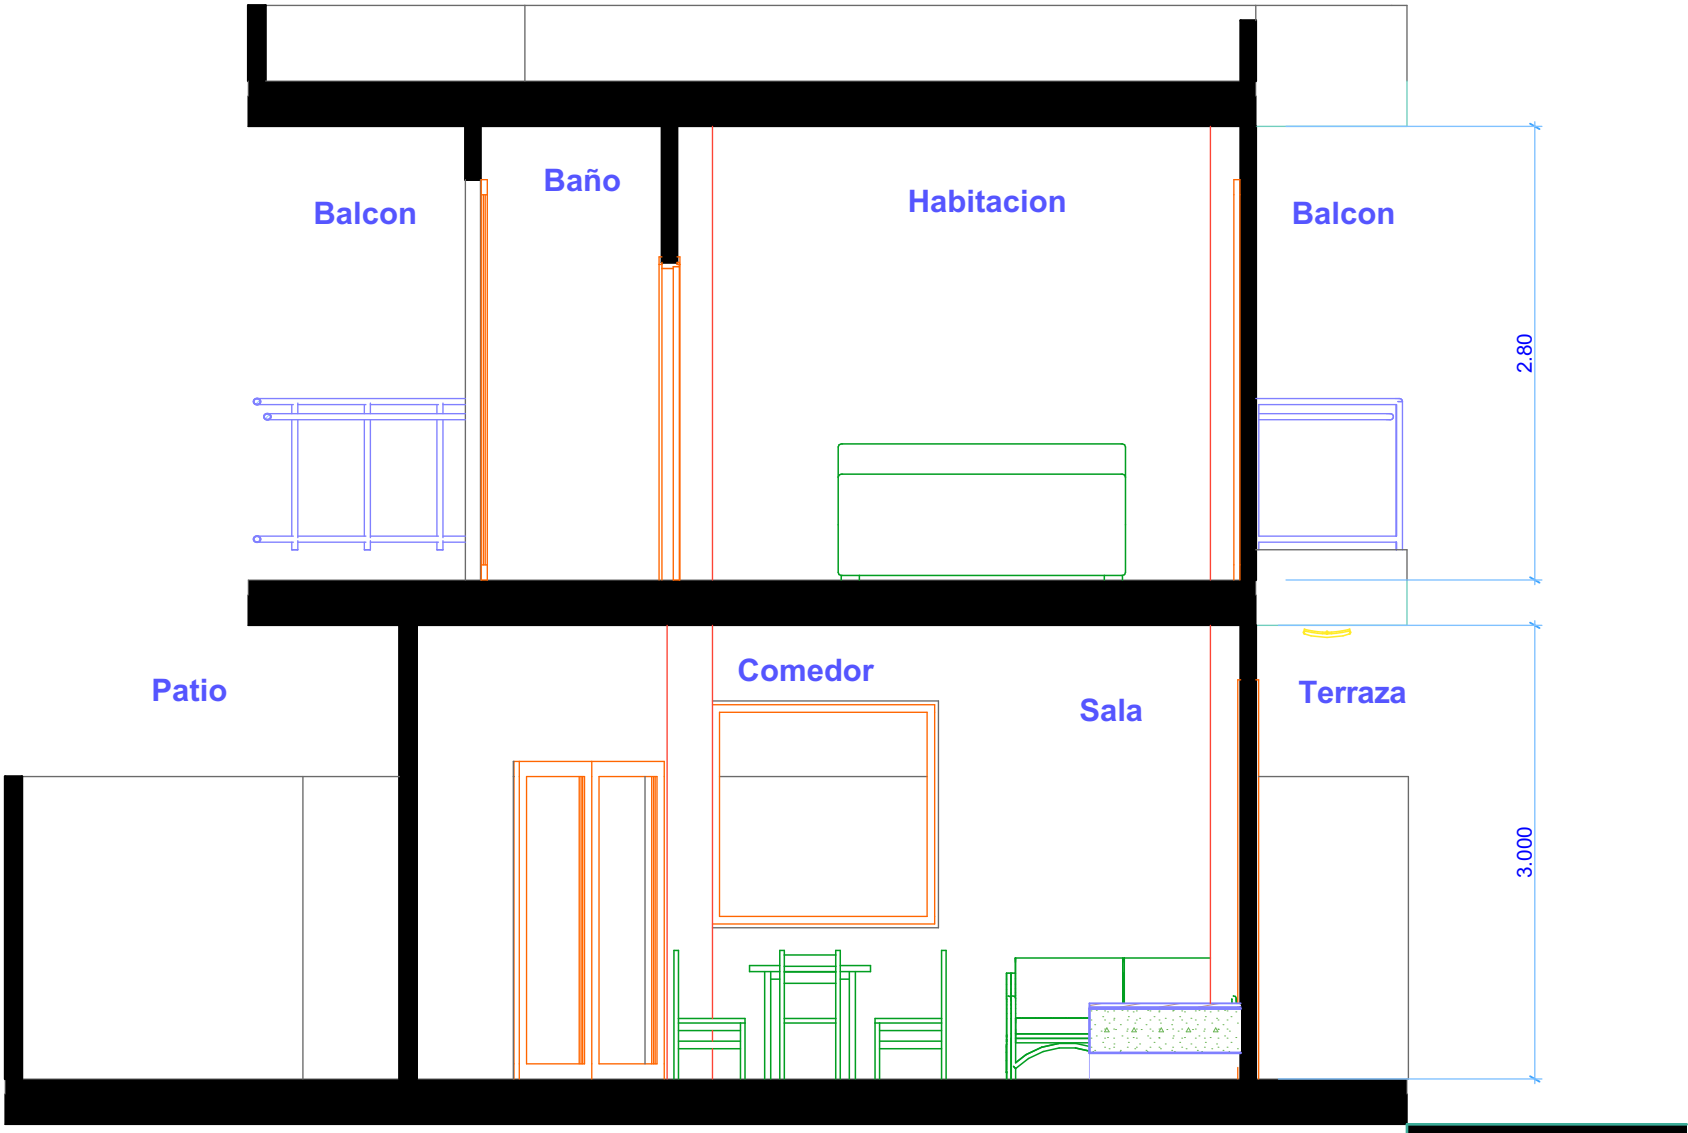 Baño
Habitacion
Balcon
Balcon
2.80
Comedor
Patio
Terraza
Sala
3.000